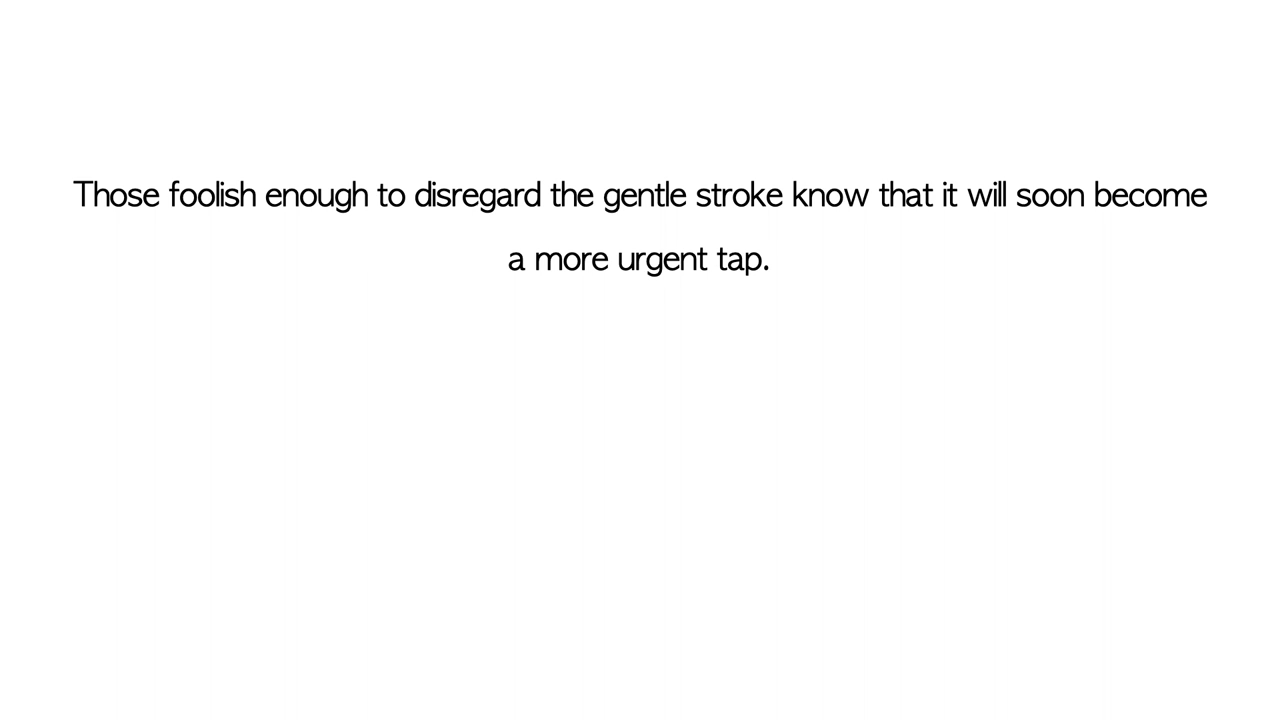 Those foolish enough to disregard the gentle stroke know that it will soon become
a more urgent tap.